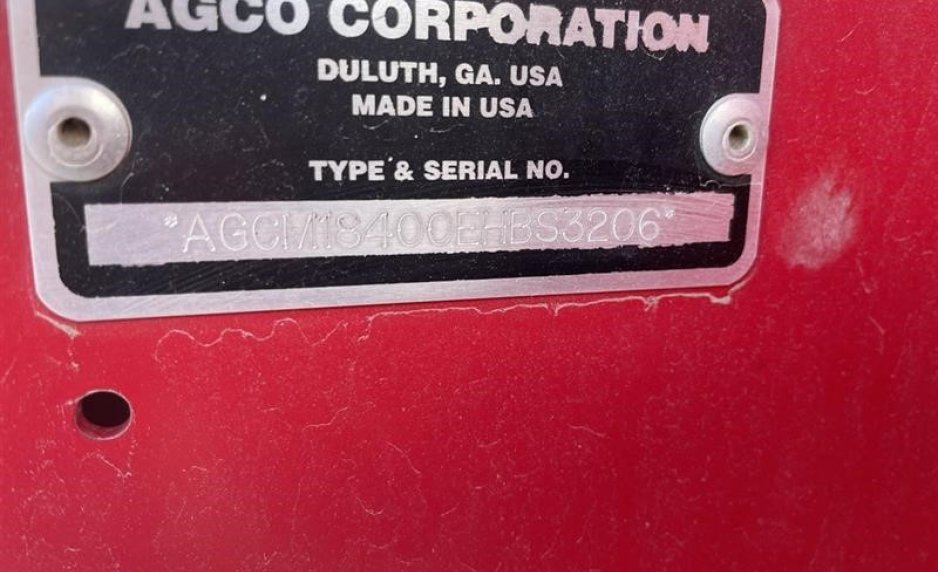 AGCO CORPORATION
DULUTH, GA. USA
MADE IN USA
TYPE & SERIAL NO.
*AGCM18400EHBS3206*